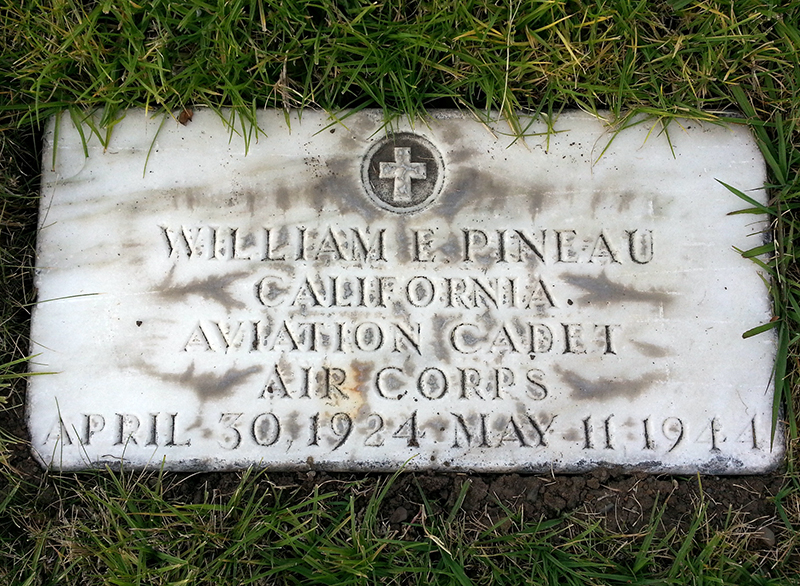 WILLIAM E. PINEAU
CALIFORNIA
AVIATION CADET
AIR CORPS
APRIL 30, 1924 MAY 11, 1944